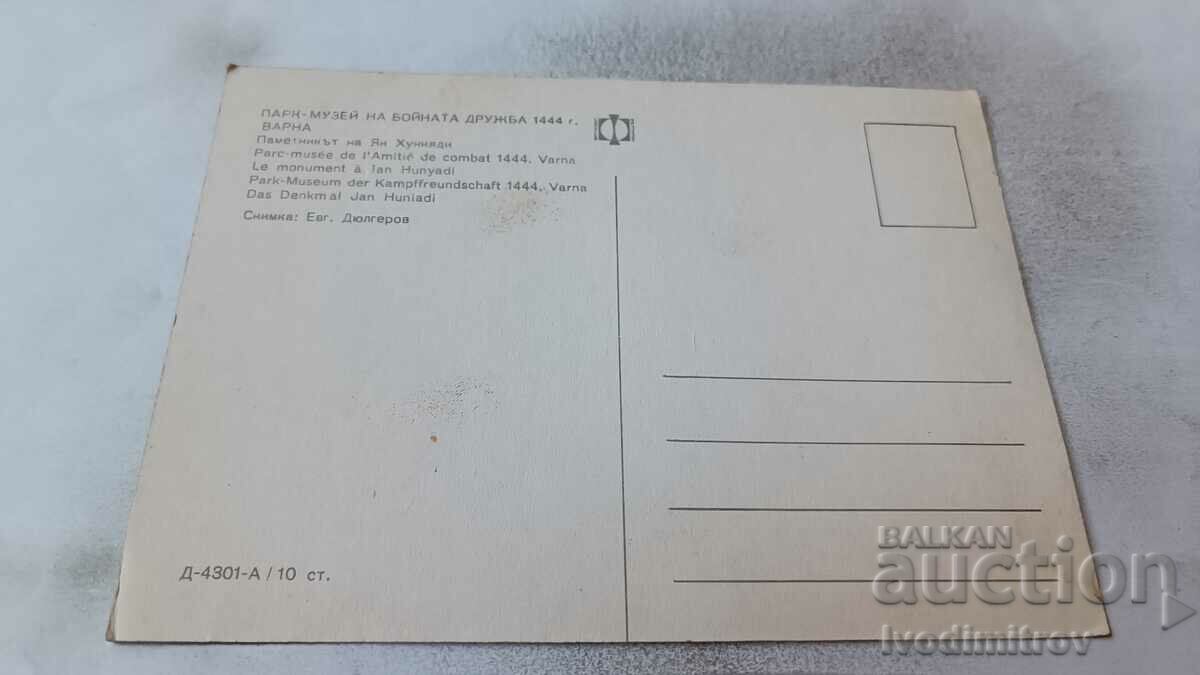 ПАРК-МУЗЕЙ НА БОЙНАТА ДРУЖБА 1444 г.
ВАРНА
Паметникът на Ян Хунияди
Parc-musée de l'Amitié de combat 1444. Varna
Le monument à Ian Hunyadi
Park-Museum der Kampffreundschaft 1444. Varna
Das Denkmal Jan Huniadi
Снимка: Евг. Дюлгеров
Д-4301-А / 10 ст.
BALKAN
auction
Ivodimitrov